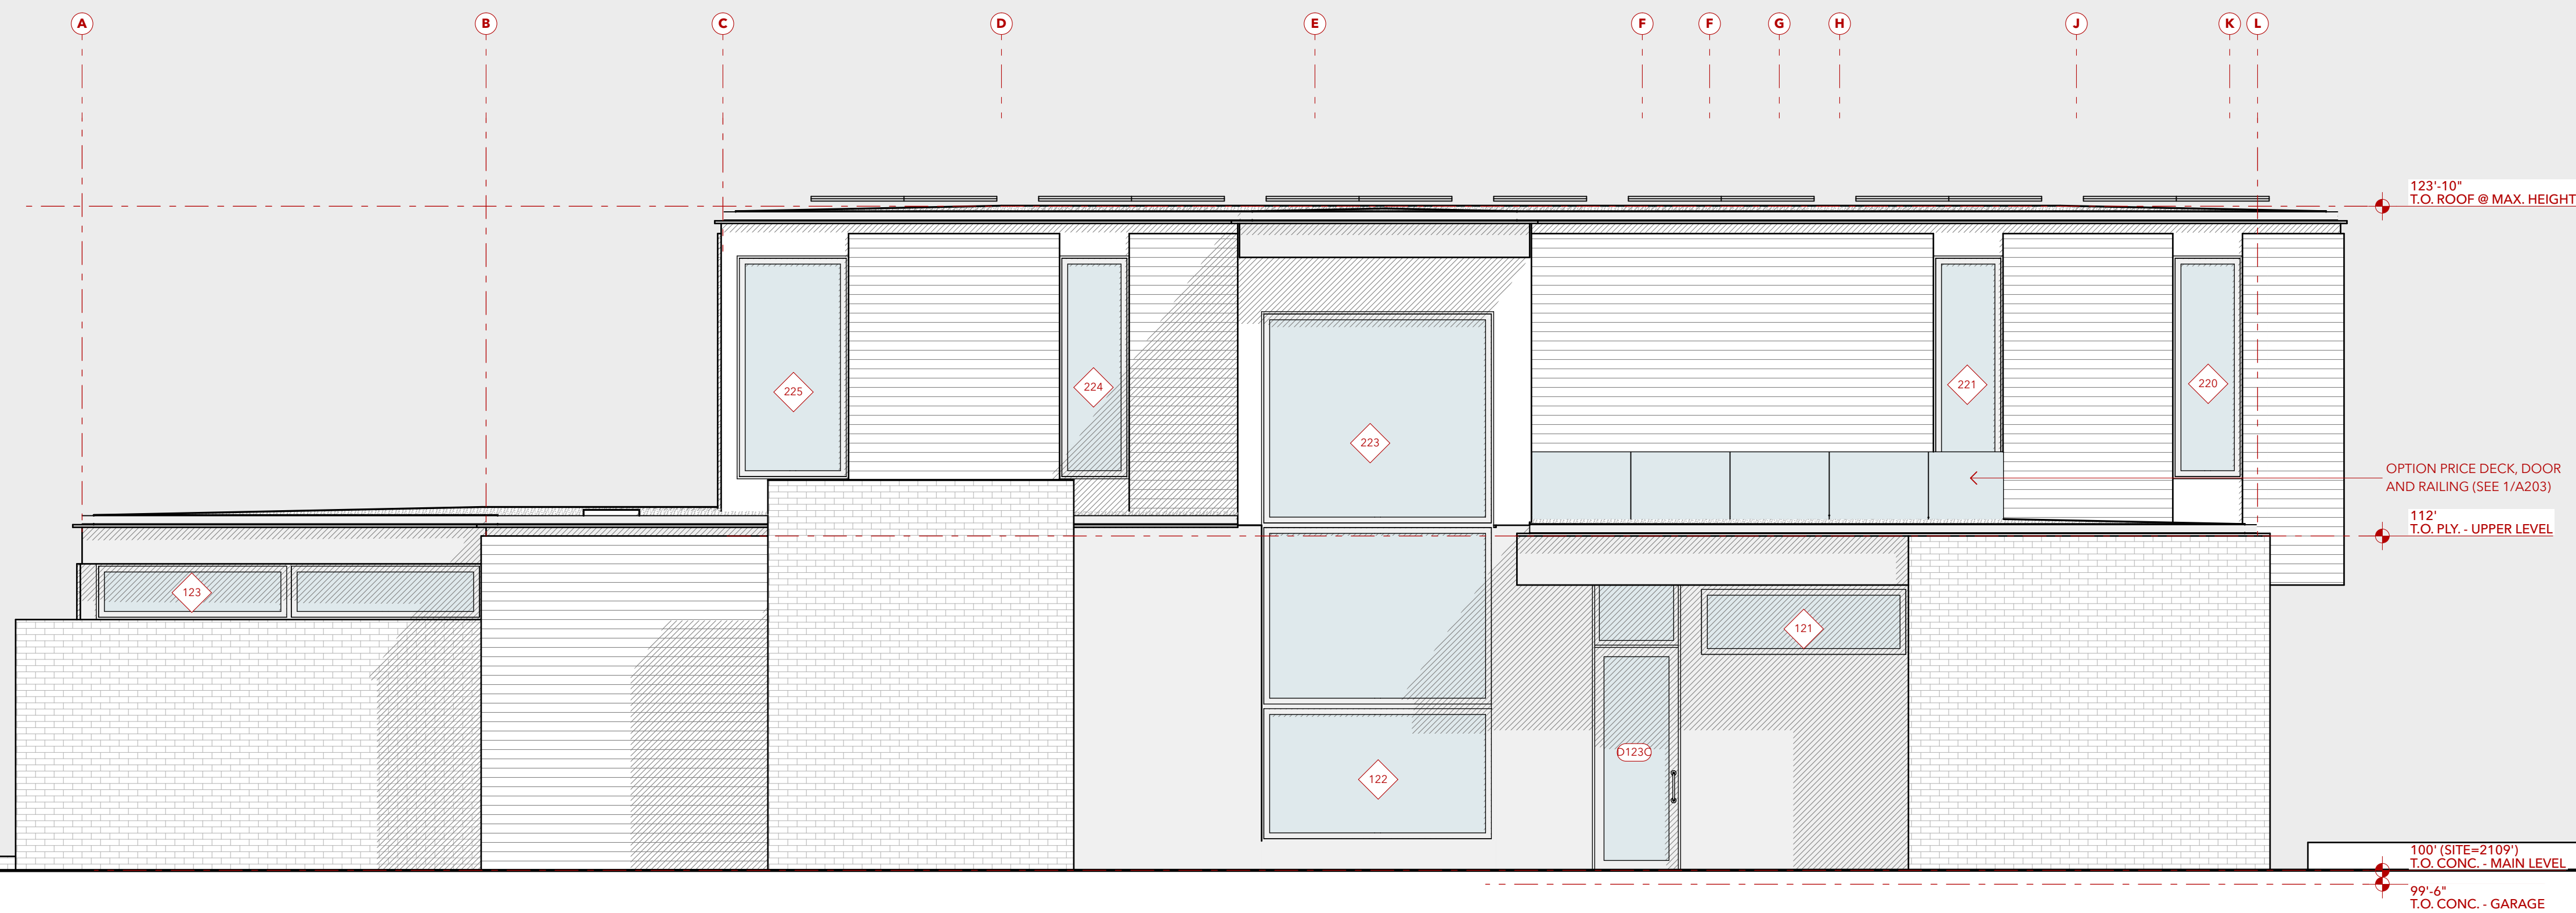 A B C D E F F G H J K L
123'-10"
T.O. ROOF @ MAX. HEIGHT
225
224
221
220
223
OPTION PRICE DECK, DOOR
AND RAILING (SEE 1/A203)
112'
T.O. PLY. - UPPER LEVEL
123
121
D123C
122
100' (SITE=2109')
T.O. CONC. - MAIN LEVEL
99'-6"
T.O. CONC. - GARAGE